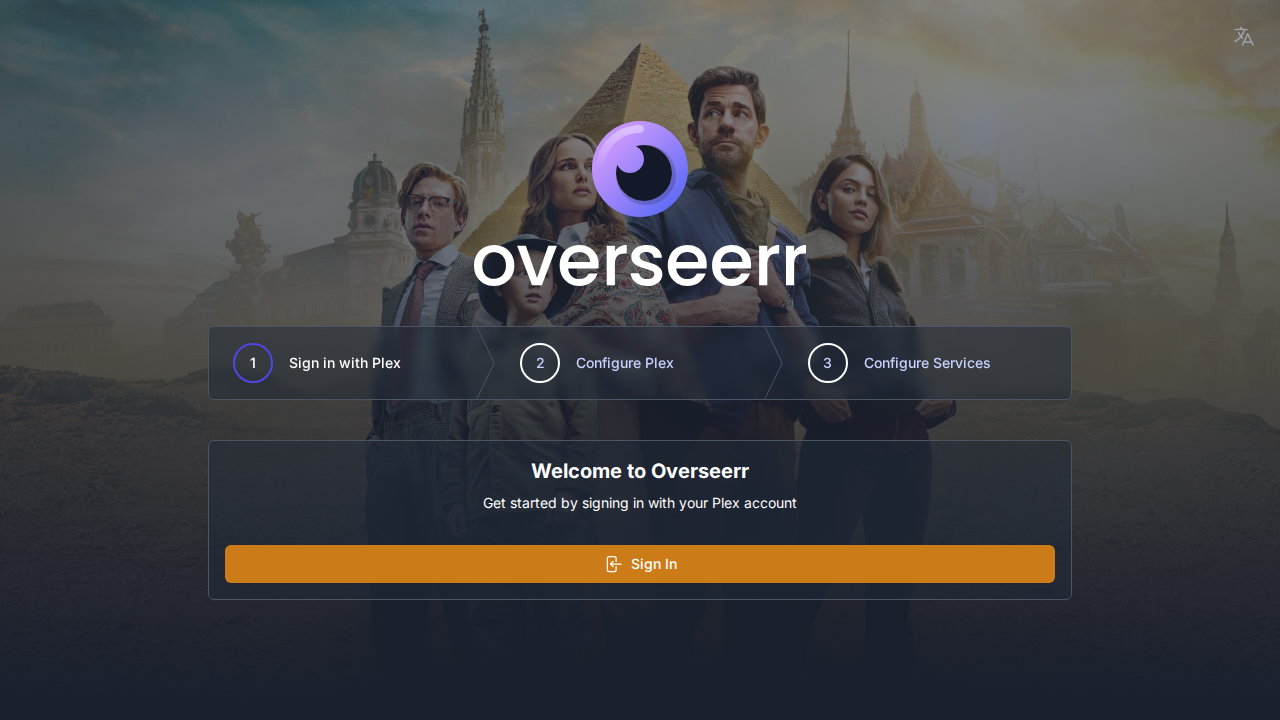 overseerr
1 Sign in with Plex
2 Configure Plex
3 Configure Services
Welcome to Overseerr
Get started by signing in with your Plex account
Sign In